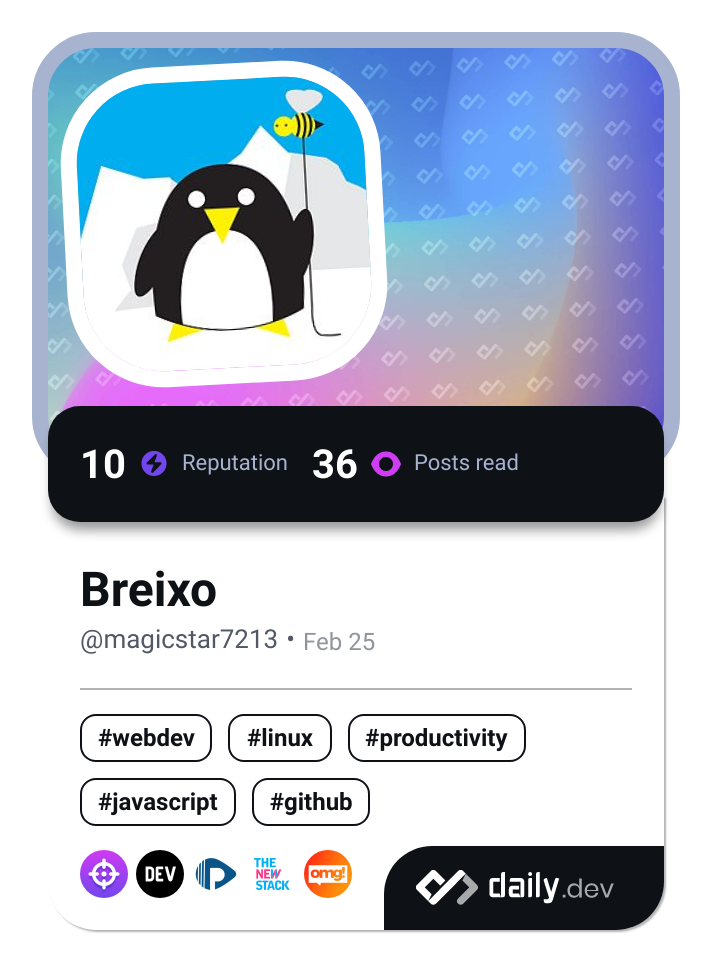 10 Reputation 36 Posts read
Breixo
@magicstar7213 • Feb 25
#webdev #linux #productivity
#javascript #github
DEV THE NEW STACK omg!
daily.dev